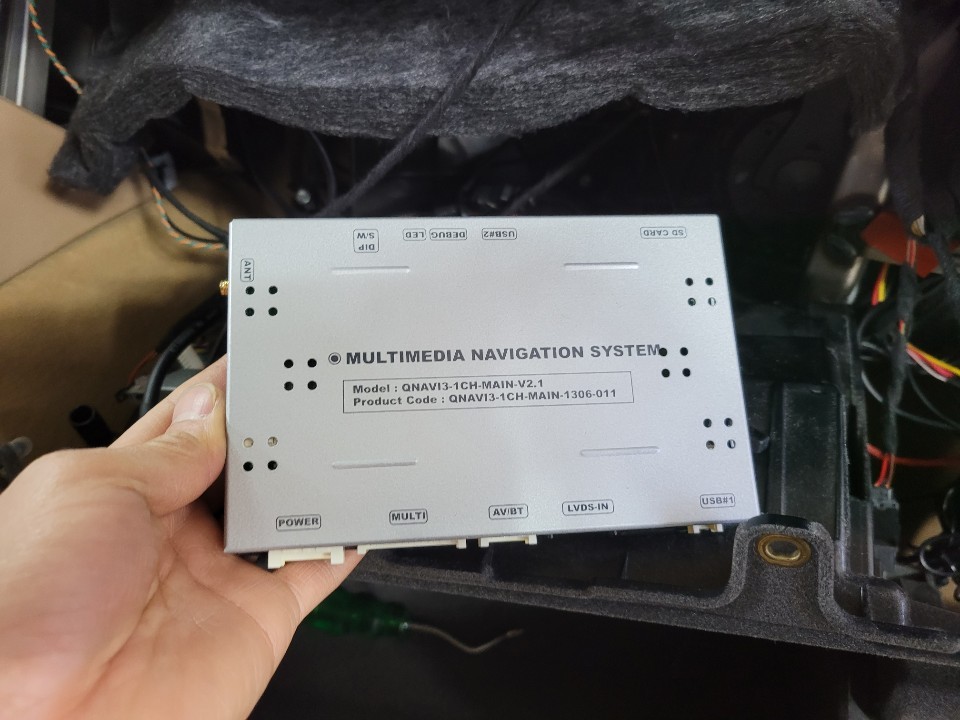 DIP
S/W
LED
DEBUG
USB#2
SD CARD
ANT
MULTIMEDIA NAVIGATION SYSTEM
Model : QNAVI3-1CH-MAIN-V2.1
Product Code : QNAVI3-1CH-MAIN-1306-011
POWER
MULTI
AV/BT
LVDS-IN
USB#1